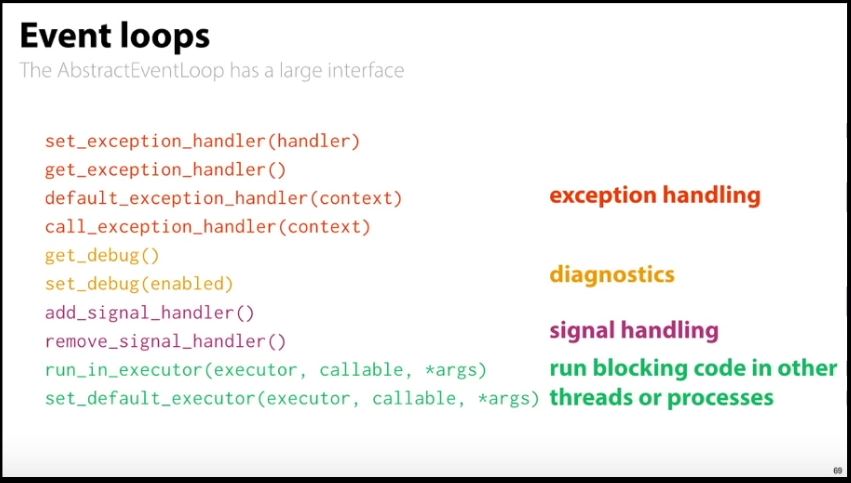 Event loops
The AbstractEventLoop has a large interface
set_exception_handler(handler)
get_exception_handler()
default_exception_handler(context)
exception handling
call_exception_handler(context)
get_debug()
diagnostics
set_debug(enabled)
add_signal_handler()
signal handling
remove_signal_handler()
run_in_executor(executor, callable, *args) run blocking code in other
set_default_executor(executor, callable, *args) threads or processes
69